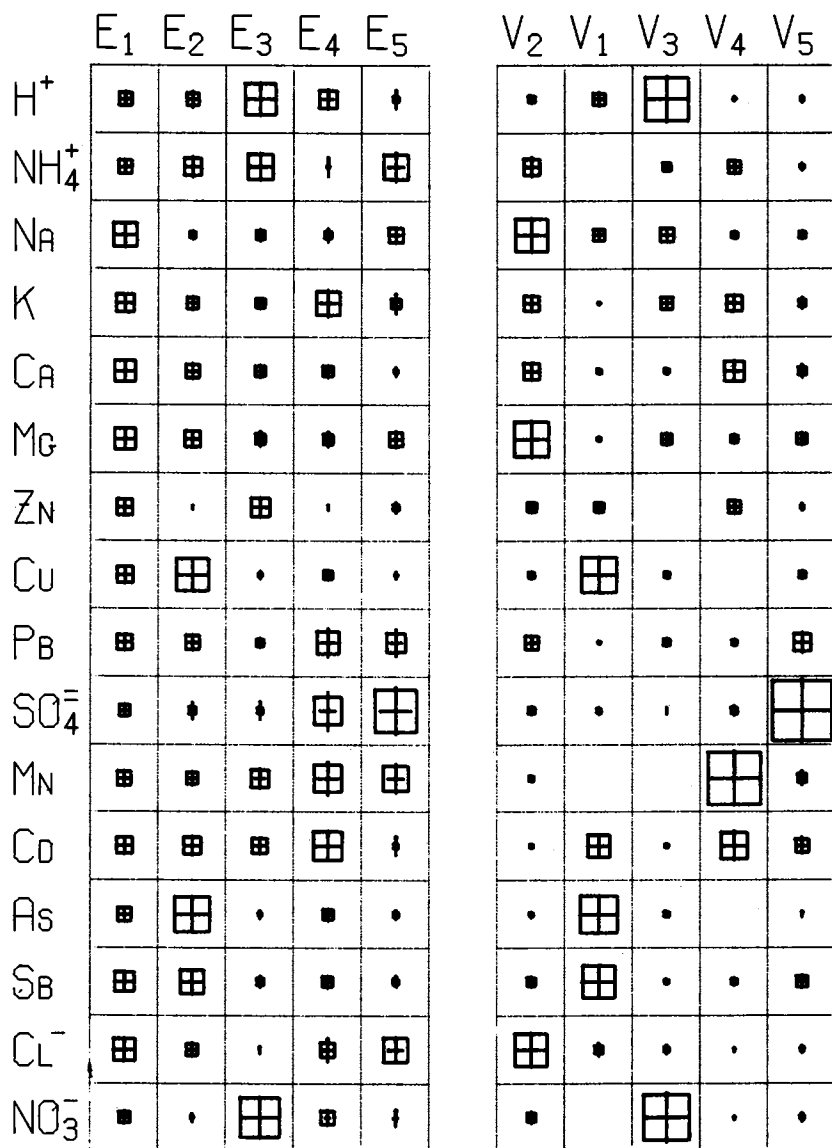 E₁ E₂ E₃ E₄ E₅ V₂ V₁ V₃ V₄ V₅
H⁺
NH₄⁺
NA
K
CA
MG
ZN
CU
PB
SO₄⁼
MN
CD
AS
SB
CL⁻
NO₃⁻